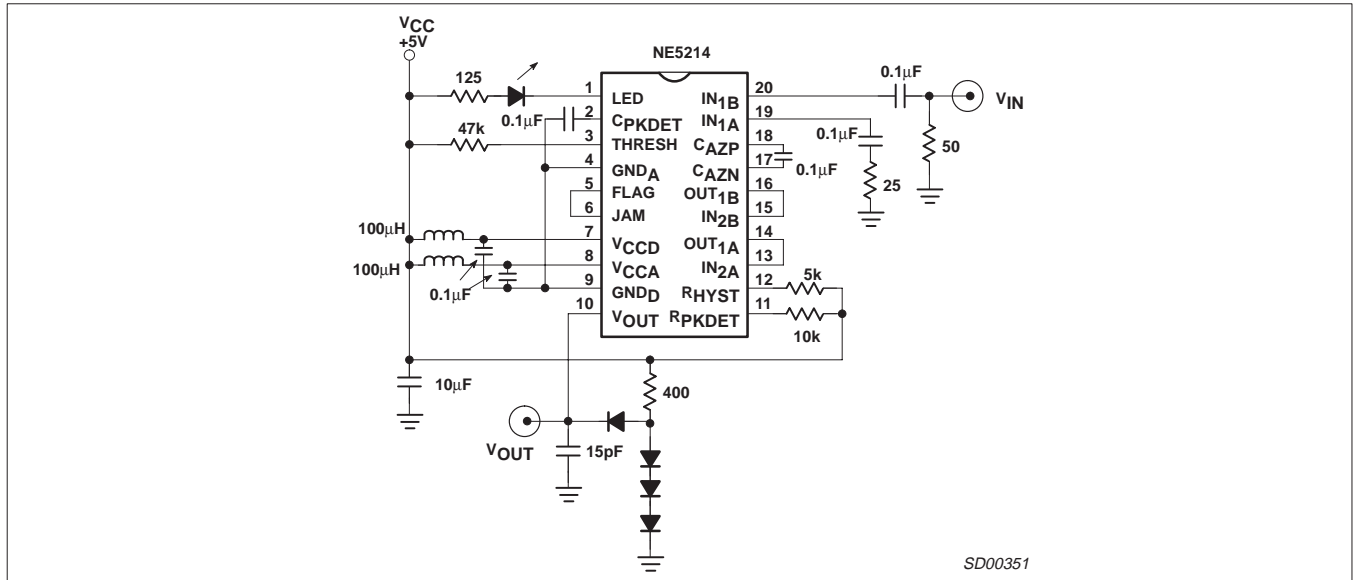 VCC
+5V
NE5214
125
1
LED
0.1μF
2
CPKDET
47k
3
THRESH
4
GNDA
5
FLAG
6
JAM
100μH
7
VCCD
100μH
8
VCCA
0.1μF
9
GNDD
10
VOUT
20
IN1B
0.1μF
VIN
19
IN1A
0.1μF
50
18
CAZP
17
CAZN
0.1μF
25
16
OUT1B
15
IN2B
14
OUT1A
13
IN2A
12
RHYST
5k
11
RPKDET
10k
10μF
400
VOUT
15pF
SD00351